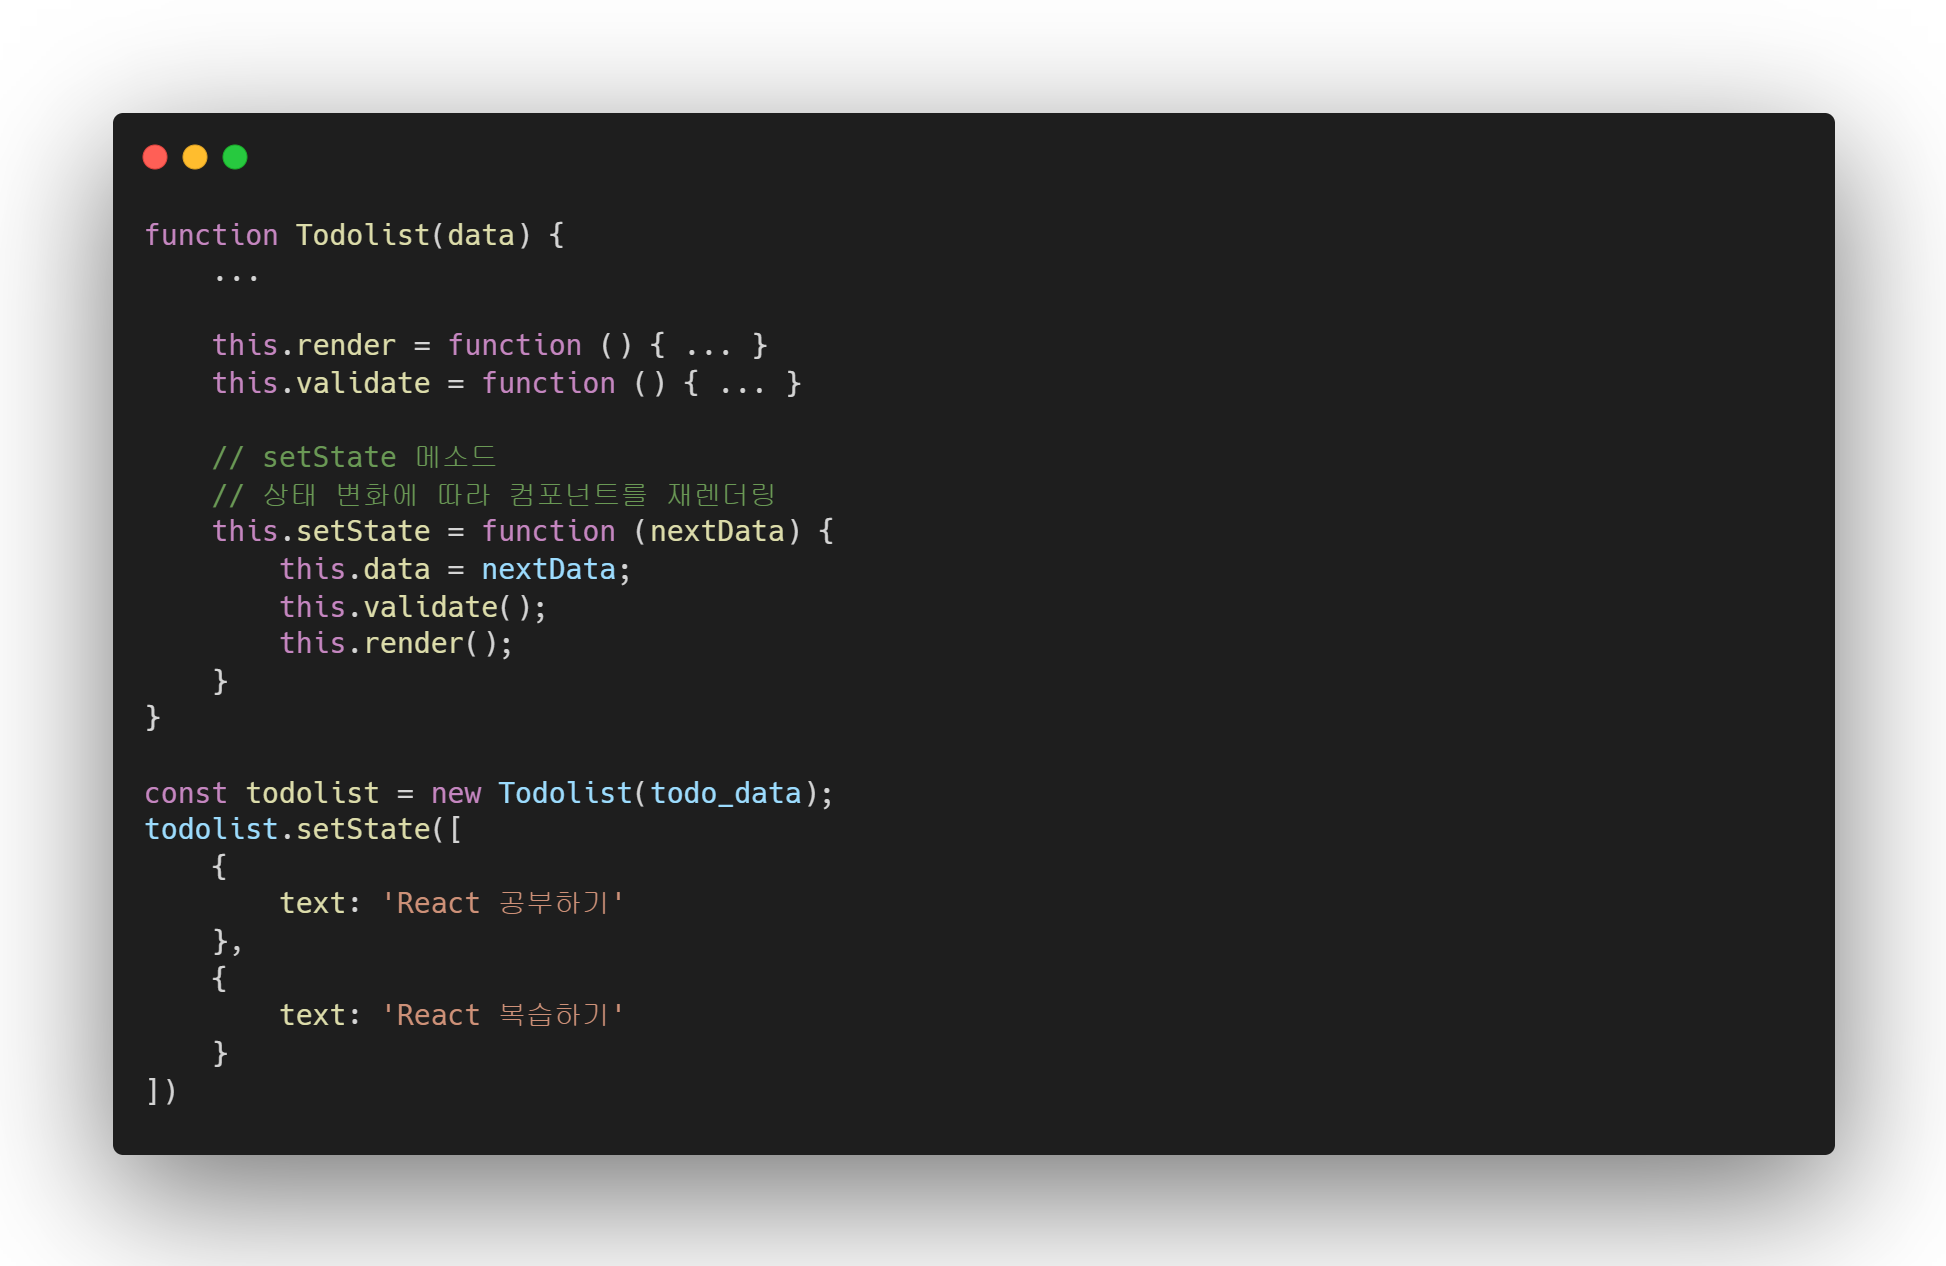 function Todolist(data) {
    ...

    this.render = function () { ... }
    this.validate = function () { ... }

    // setState 메소드
    // 상태 변화에 따라 컴포넌트를 재렌더링
    this.setState = function (nextData) {
        this.data = nextData;
        this.validate();
        this.render();
    }
}

const todolist = new Todolist(todo_data);
todolist.setState([
    {
        text: 'React 공부하기'
    },
    {
        text: 'React 복습하기'
    }
])